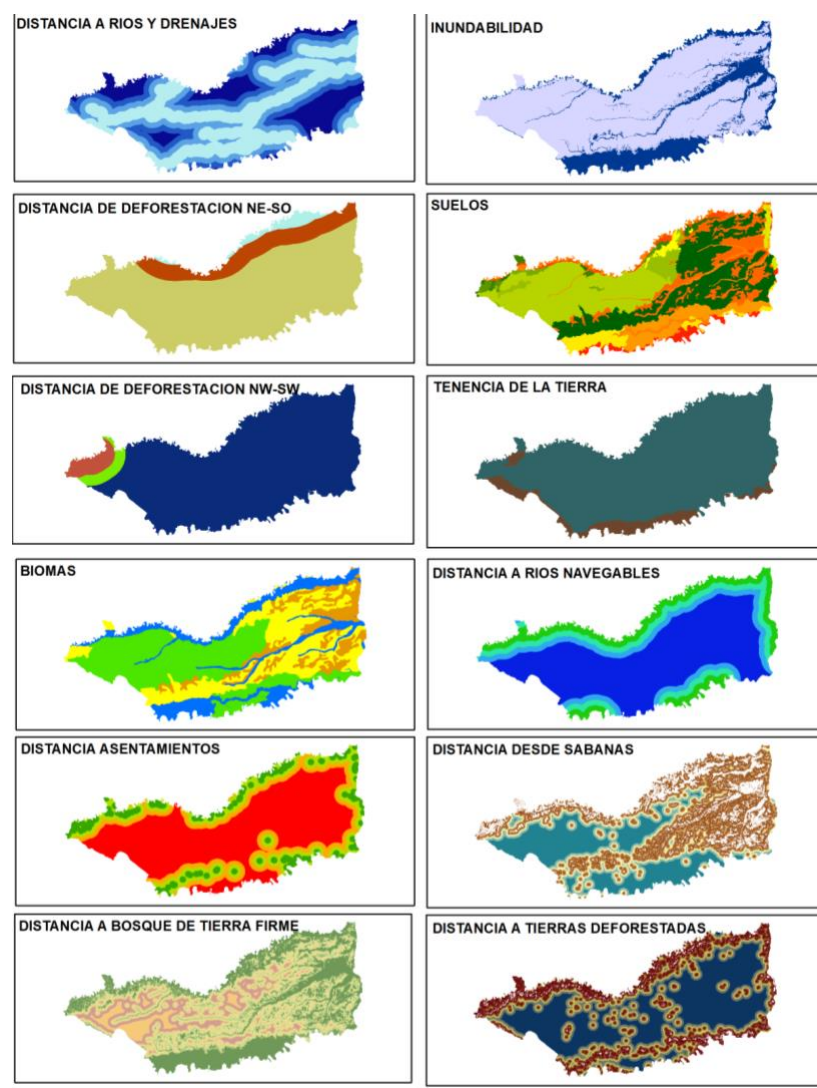 DISTANCIA A RIOS Y DRENAJES
INUNDABILIDAD
DISTANCIA DE DEFORESTACION NE-SO
SUELOS
DISTANCIA DE DEFORESTACION NW-SW
TENENCIA DE LA TIERRA
BIOMAS
DISTANCIA A RIOS NAVEGABLES
DISTANCIA ASENTAMIENTOS
DISTANCIA DESDE SABANAS
DISTANCIA A BOSQUE DE TIERRA FIRME
DISTANCIA A TIERRAS DEFORESTADAS